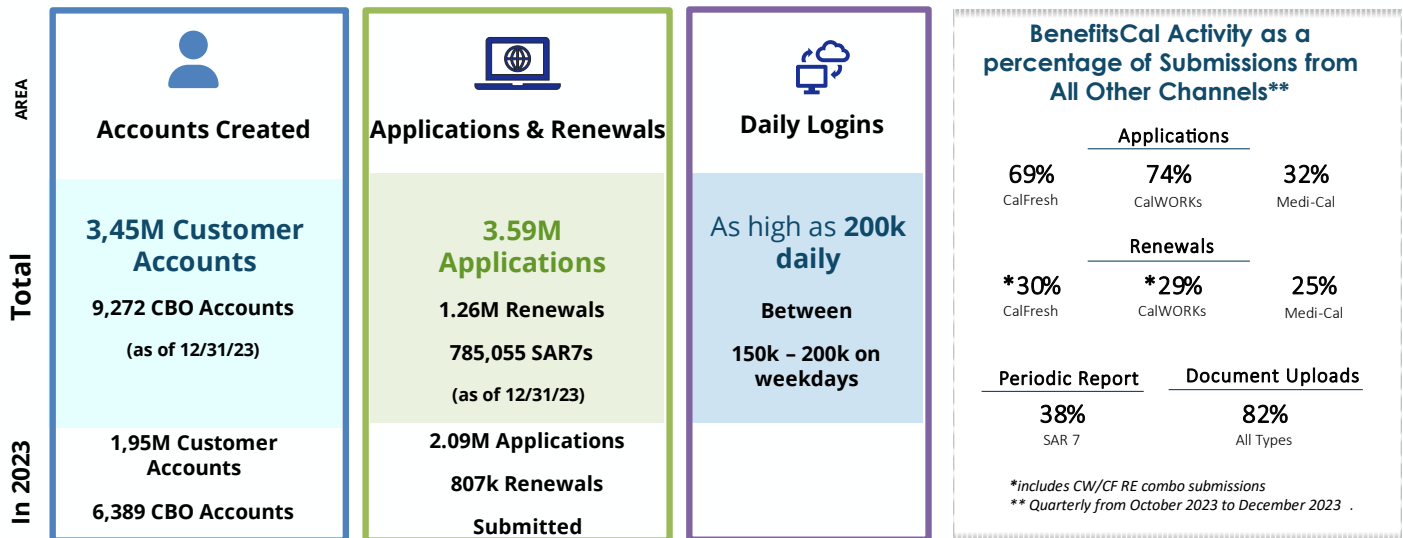 AREA
Accounts Created
Applications & Renewals
Daily Logins
Total
3,45M Customer
Accounts
9,272 CBO Accounts
(as of 12/31/23)
3.59M
Applications
1.26M Renewals
785,055 SAR7s
(as of 12/31/23)
As high as 200k
daily
Between
150k – 200k on
weekdays
In 2023
1,95M Customer
Accounts
6,389 CBO Accounts
2.09M Applications
807k Renewals
Submitted
BenefitsCal Activity as a
percentage of Submissions from
All Other Channels**
Applications
69% 74% 32%
CalFresh CalWORKs Medi-Cal
Renewals
*30% *29% 25%
CalFresh CalWORKs Medi-Cal
Periodic Report Document Uploads
38% 82%
SAR 7 All Types
*includes CW/CF RE combo submissions
** Quarterly from October 2023 to December 2023 .